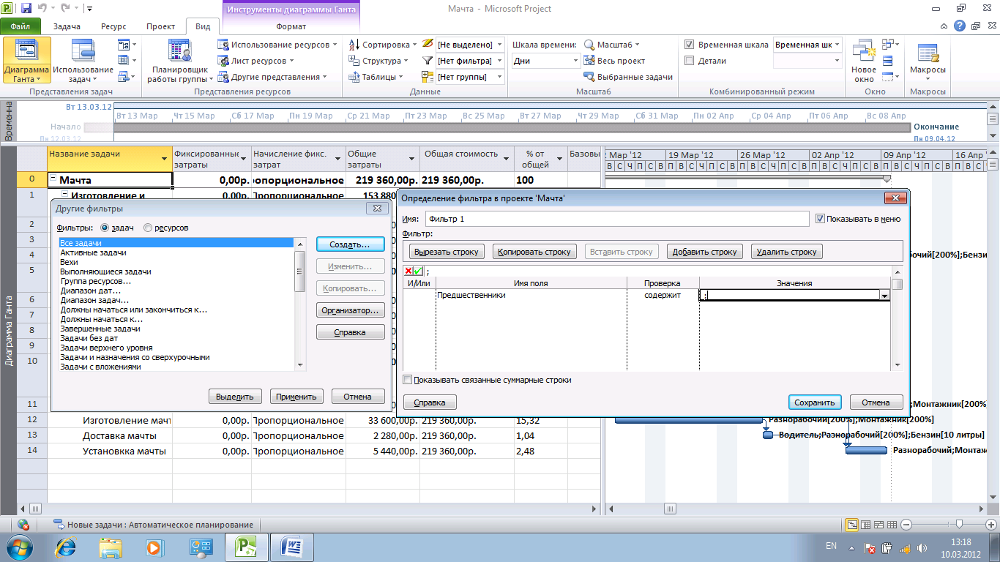 Инструменты диаграммы Ганта
Мачта - Microsoft Project
Файл Задача Ресурс Проект Вид Формат
Диаграмма Ганта
Использование задач
Планировщик работы группы
Использование ресурсов
Лист ресурсов
Другие представления
Сортировка
Структура
Таблицы
[Не выделено]
[Нет фильтра]
[Нет группы]
Шкала времени:
Дни
Масштаб
Весь проект
Выбранные задачи
Временная шкала Временная шк
Детали
Новое окно
Макросы
Представления задач Представления ресурсов Данные Масштаб Комбинированный режим Окно Макросы
Временна
Вт 13.03.12
Вт 13 Мар Чт 15 Мар Сб 17 Мар Пн 19 Мар Ср 21 Мар Пт 23 Мар Вс 25 Мар Вт 27 Мар Чт 29 Мар Сб 31 Мар Пн 02 Апр Ср 04 Апр Пт 06 Апр Вс 08 Апр
Начало
Пн 12.03.12
Окончание
Пн 09.04.12
Диаграмма Ганта
Название задачи Фиксированные затраты Начисление фикс. затрат Общие затраты Общая стоимость % от общей Базовы
Мар '12 19 Мар '12 26 Мар '12 02 Апр '12 09 Апр '12 16 Апр '
В С Ч П С В П В С Ч П С В П В С Ч П С В П В С Ч П С В П В С Ч П С В П В С Ч
0 Мачта 0,00р. опорциональное 219 360,00р. 219 360,00р. 100
1 Изготовление и 0,00р. Пропорциональное 153 880
2
3
4 бочий[200%];Бензи
5
6
7
8
9
10
11 ;Монтажник[200%
12 Изготовление мачт 0,00р. Пропорциональное 33 600,00р. 219 360,00р. 15,32 Разнорабочий[200%];Монтажник[200%]
13 Доставка мачты 0,00р. Пропорциональное 2 280,00р. 219 360,00р. 1,04 Водитель;Разнорабочий[200%];Бензин[10 литры]
14 Установкка мачты 0,00р. Пропорциональное 5 440,00р. 219 360,00р. 2,48 Разнорабочий;Монтаж
Другие фильтры
Фильтры: задач ресурсов
Все задачи
Активные задачи
Вехи
Выполняющиеся задачи
Группа ресурсов...
Диапазон дат...
Диапазон задач...
Должны начаться или закончиться к...
Должны начаться к...
Завершенные задачи
Задачи без дат
Задачи верхнего уровня
Задачи и назначения со сверхурочными
Задачи с вложениями
Создать...
Изменить...
Копировать...
Организатор...
Справка
Выделить Применить Отмена
Определение фильтра в проекте 'Мачта'
Имя: Фильтр 1 Показывать в меню
Фильтр:
Вырезать строку Копировать строку Вставить строку Добавить строку Удалить строку
;
И/Или Имя поля Проверка Значения
Предшественники содержит ;
Показывать связанные суммарные строки
Справка Сохранить Отмена
Новые задачи : Автоматическое планирование
EN
13:18
10.03.2012